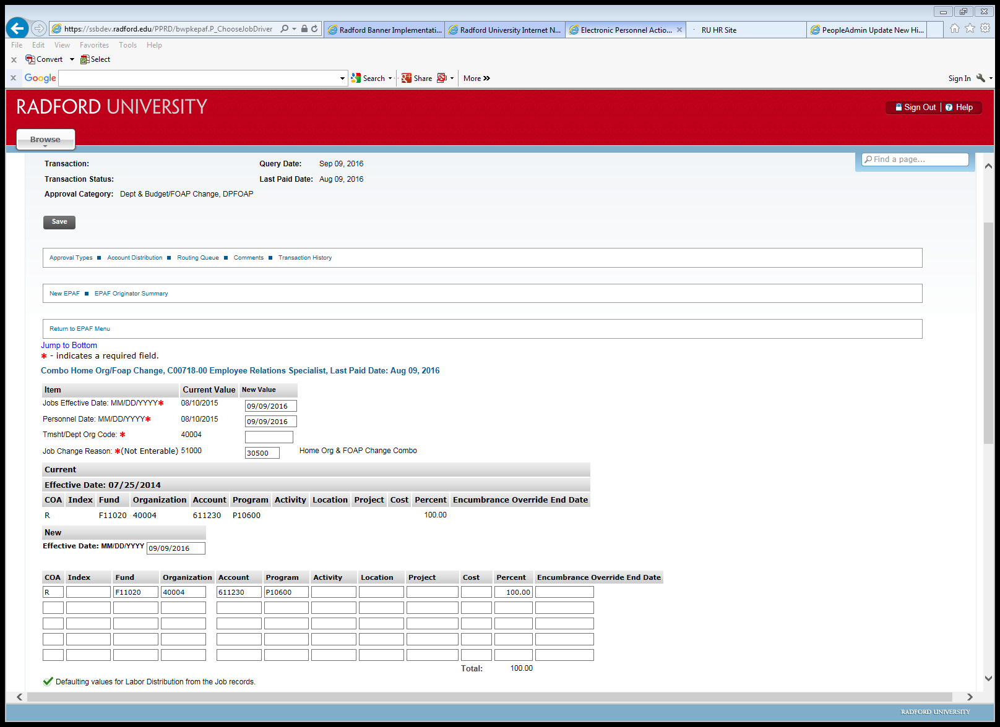 https://ssbdev.radford.edu/PPRD/bwpkepaf.P_ChooseJobDriver
Radford Banner Implementati...
Radford University Internet N...
Electronic Personnel Actio...
RU HR Site
PeopleAdmin Update New Hi...
File Edit View Favorites Tools Help
x Convert Select
x Google Search Share More » Sign In
RADFORD UNIVERSITY
Sign Out | Help
Browse
Find a page...
Transaction: Query Date: Sep 09, 2016
Transaction Status: Last Paid Date: Aug 09, 2016
Approval Category: Dept & Budget/FOAP Change, DPFOAP
Save
Approval Types Account Distribution Routing Queue Comments Transaction History
New EPAF EPAF Originator Summary
Return to EPAF Menu
Jump to Bottom
* - indicates a required field.
Combo Home Org/Foap Change, C00718-00 Employee Relations Specialist, Last Paid Date: Aug 09, 2016
Item Current Value New Value
Jobs Effective Date: MM/DD/YYYY* 08/10/2015 09/09/2016
Personnel Date: MM/DD/YYYY* 08/10/2015 09/09/2016
Tmsht/Dept Org Code: * 40004
Job Change Reason: *(Not Enterable) 51000 30500 Home Org & FOAP Change Combo
Current
Effective Date: 07/25/2014
COA Index Fund Organization Account Program Activity Location Project Cost Percent Encumbrance Override End Date
R F11020 40004 611230 P10600 100.00
New
Effective Date: MM/DD/YYYY 09/09/2016
COA Index Fund Organization Account Program Activity Location Project Cost Percent Encumbrance Override End Date
R F11020 40004 611230 P10600 100.00
Total: 100.00
Defaulting values for Labor Distribution from the Job records.
RADFORD UNIVERSITY